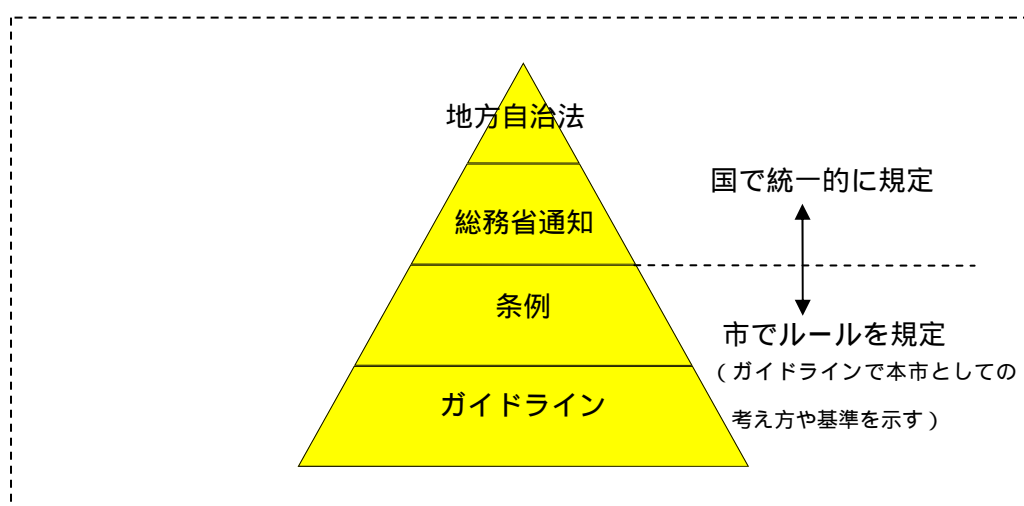 地方自治法
国で統一的に規定
総務省通知
条例
市でルールを規定
(ガイドラインで本市としての
ガイドライン
考え方や基準を示す)